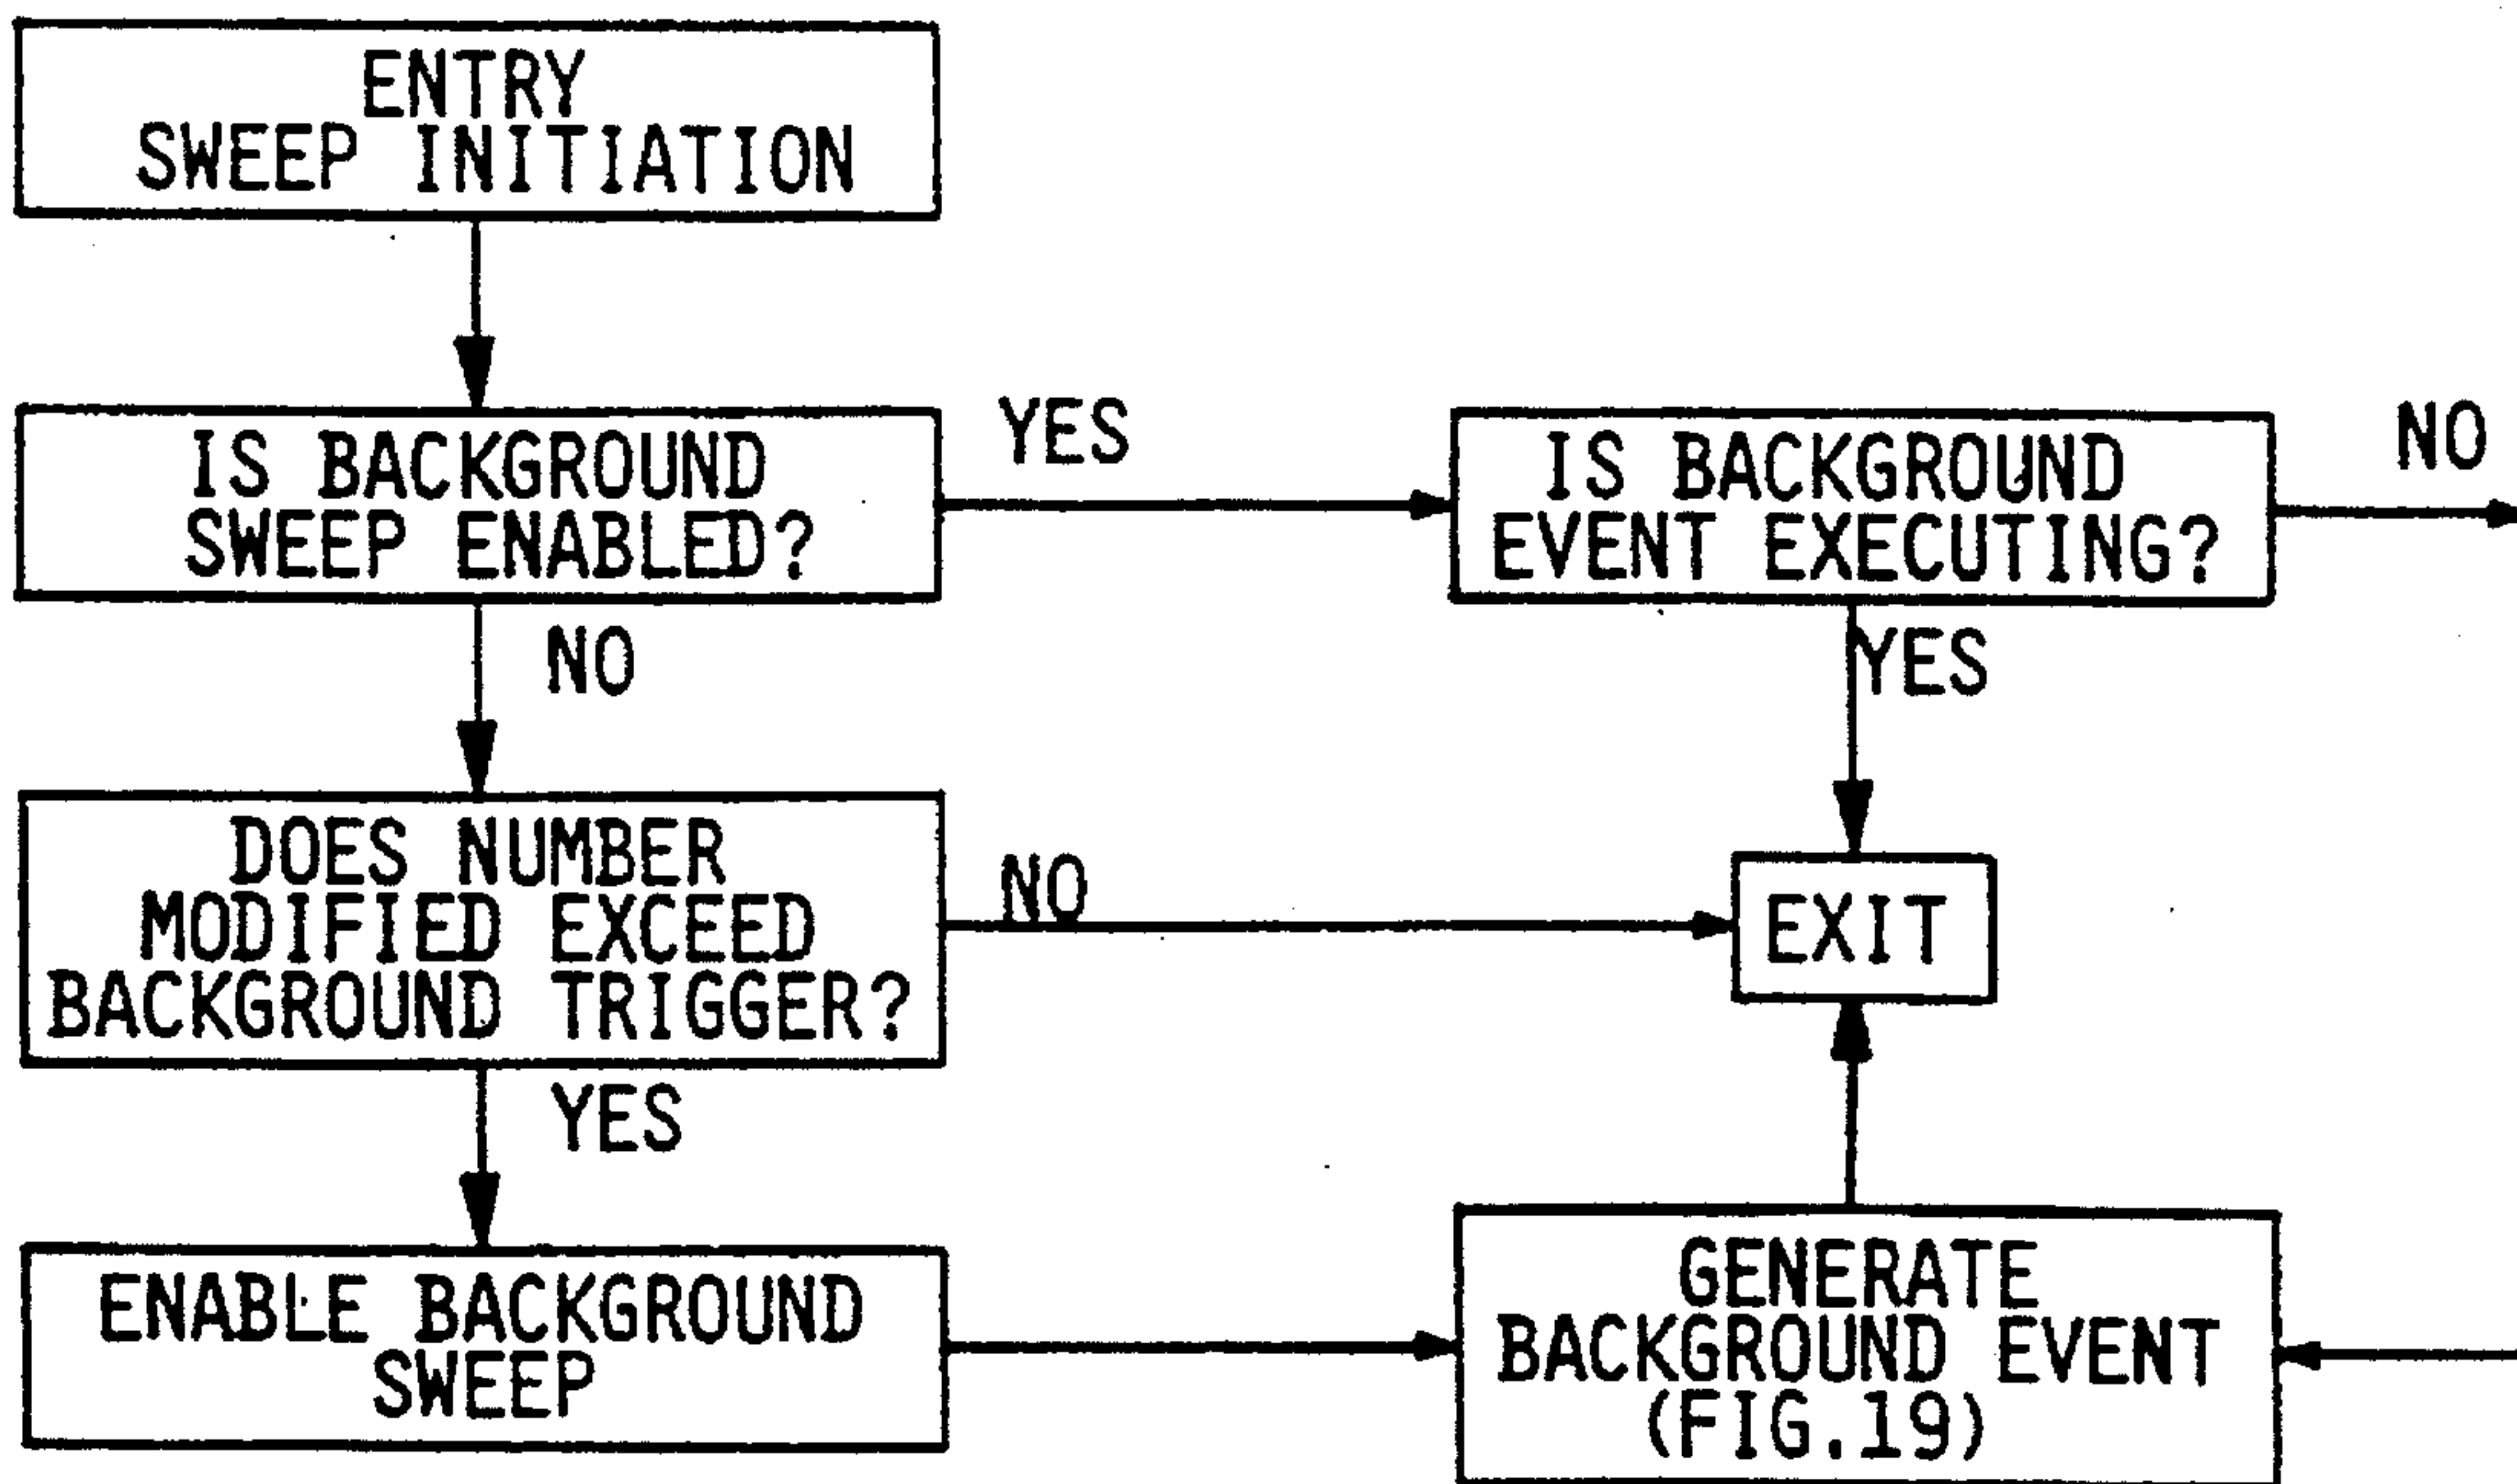 ENTRY
SWEEP INITIATION
IS BACKGROUND
SWEEP ENABLED?
YES
IS BACKGROUND
EVENT EXECUTING?
NO
NO
YES
DOES NUMBER
MODIFIED EXCEED
BACKGROUND TRIGGER?
NO
EXIT
YES
ENABLE BACKGROUND
SWEEP
GENERATE
BACKGROUND EVENT
(FIG.19)